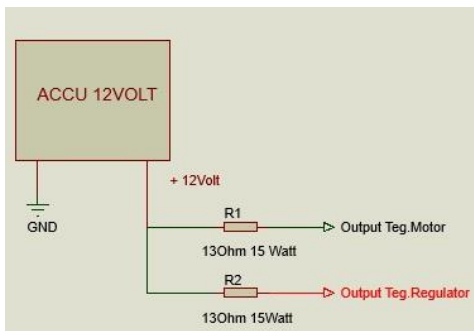 ACCU 12VOLT
+ 12Volt
GND
R1
Output Teg.Motor
13Ohm 15 Watt
R2
Output Teg.Regulator
13Ohm 15Watt